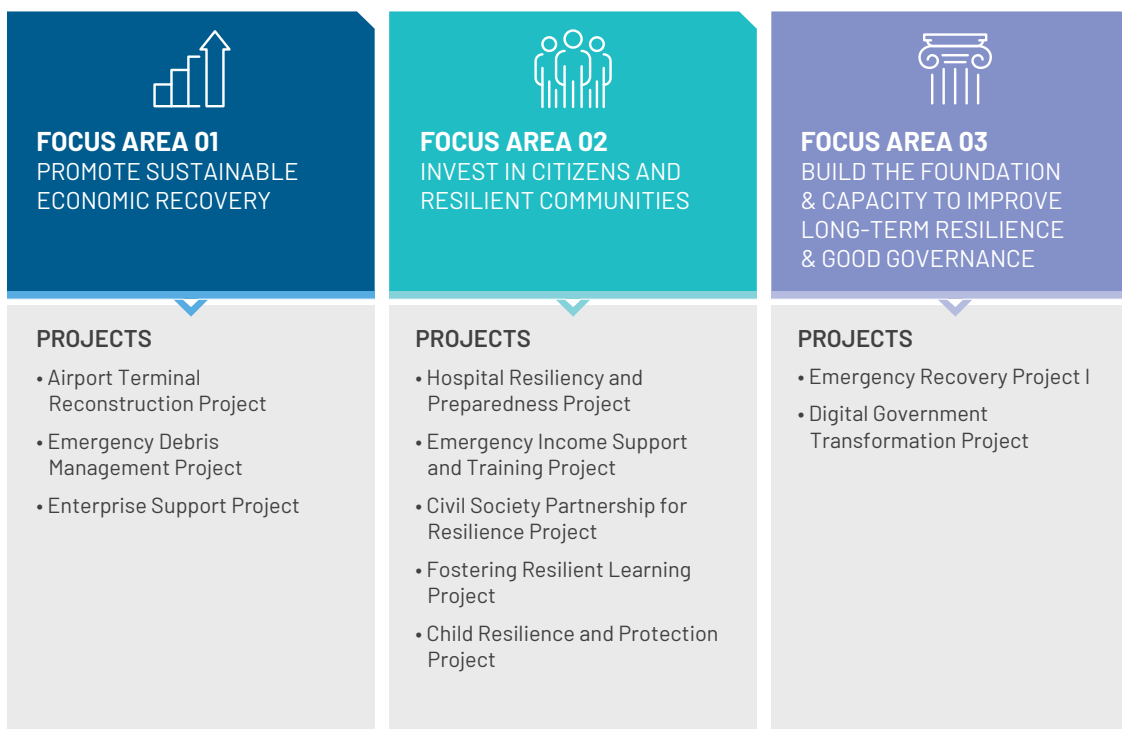 FOCUS AREA 01
PROMOTE SUSTAINABLE
ECONOMIC RECOVERY
PROJECTS
• Airport Terminal
Reconstruction Project
• Emergency Debris
Management Project
• Enterprise Support Project
FOCUS AREA 02
INVEST IN CITIZENS AND
RESILIENT COMMUNITIES
PROJECTS
• Hospital Resiliency and
Preparedness Project
• Emergency Income Support
and Training Project
• Civil Society Partnership for
Resilience Project
• Fostering Resilient Learning
Project
• Child Resilience and Protection
Project
FOCUS AREA 03
BUILD THE FOUNDATION
& CAPACITY TO IMPROVE
LONG-TERM RESILIENCE
& GOOD GOVERNANCE
PROJECTS
• Emergency Recovery Project I
• Digital Government
Transformation Project